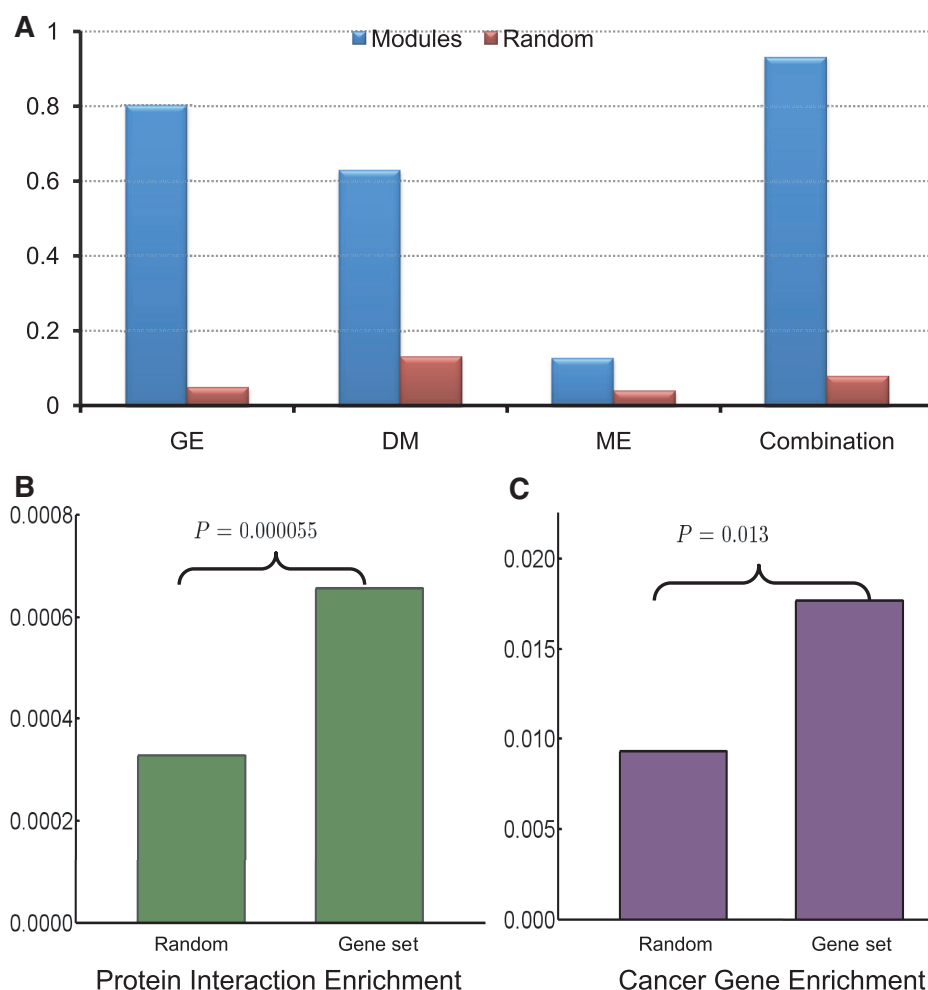 A
1
Modules Random
0.8
0.6
0.4
0.2
0
GE DM ME Combination
B
0.0008
P = 0.000055
0.0006
0.0004
0.0002
0.0000
Random Gene set
Protein Interaction Enrichment
C
P = 0.013
0.020
0.015
0.010
0.005
0.000
Random Gene set
Cancer Gene Enrichment